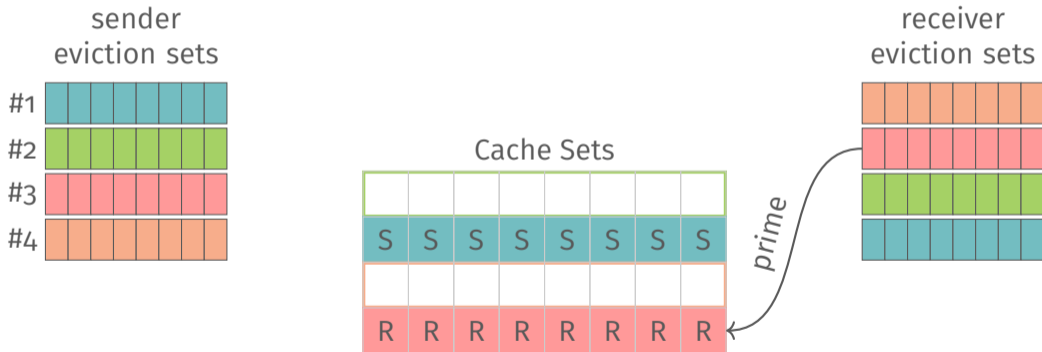 sender
eviction sets
#1
#2
#3
#4
Cache Sets
S S S S S S S S
R R R R R R R R
prime
receiver
eviction sets